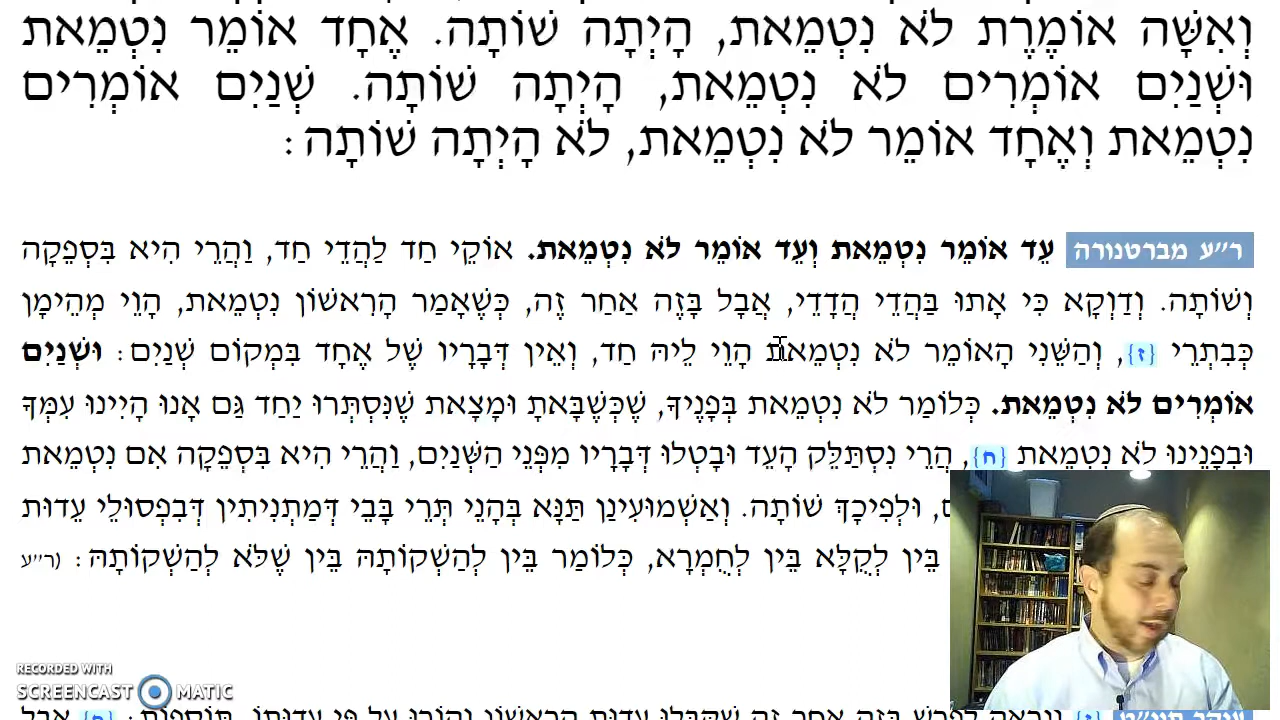 וְאִשָּׁה אוֹמֶרֶת לֹא נִטְמֵאת, הָיְתָה שׁוֹתָה. אֶחָד אוֹמֵר נִטְמֵאת
וּשְׁנַיִם אוֹמְרִים לֹא נִטְמֵאת, הָיְתָה שׁוֹתָה. שְׁנַיִם אוֹמְרִים
נִטְמֵאת וְאֶחָד אוֹמֵר לֹא נִטְמֵאת, לֹא הָיְתָה שׁוֹתָה:
ר״ע מברטנורה עֵד אוֹמֵר נִטְמֵאת וְעֵד אוֹמֵר לֹא נִטְמֵאת. אוֹקֵי חַד לַהֲדֵי חַד, וַהֲרֵי הִיא בִּסְפֵקָהּ
וְשׁוֹתָה. וְדַוְקָא כִּי אָתוּ בַּהֲדֵי הֲדָדֵי, אֲבָל בָּזֶה אַחַר זֶה, כְּשֶׁאָמַר הָרִאשׁוֹן נִטְמֵאת, הָוֵי מְהֵימָן
כְּבִתְרֵי {ז}, וְהַשֵּׁנִי הָאוֹמֵר לֹא נִטְמֵאת הָוֵי לֵיהּ חַד, וְאֵין דְּבָרָיו שֶׁל אֶחָד בִּמְקוֹם שְׁנַיִם: וּשְׁנַיִם
אוֹמְרִים לֹא נִטְמֵאת. כְּלוֹמַר לֹא נִטְמֵאת בְּפָנֶיךָ, שֶׁכְּשֶׁבָּאתָ וּמָצָאתָ שֶׁנִּסְתְּרוּ יַחַד גַּם אָנוּ הָיִינוּ עִמְּךָ
וּבְפָנֵינוּ לֹא נִטְמֵאת {ח}, הֲרֵי נִסְתַּלֵּק הָעֵד וּבָטְלוּ דְּבָרָיו מִפְּנֵי הַשְּׁנַיִם, וַהֲרֵי הִיא בִּסְפֵקָהּ אִם נִטְמֵאת
וּלְפִיכָךְ שׁוֹתָה. וְאַשְׁמוּעִינַן תַּנָּא בְּהָנֵי תְּרֵי בָּבֵי דְּמַתְנִיתִין דְּבִפְסוּלֵי עֵדוּת
בֵּין לְקֻלָּא בֵּין לְחֻמְרָא, כְּלוֹמַר בֵּין לְהַשְׁקוֹתָהּ בֵּין שֶׁלֹּא לְהַשְׁקוֹתָהּ: (ר״ע
RECORDED WITH
SCREENCAST MATIC